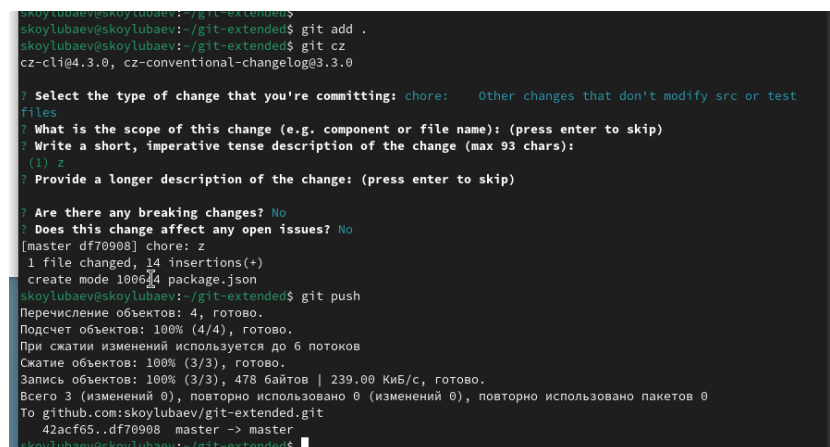 skoylubaev@skoylubaev:~/git-extended$
skoylubaev@skoylubaev:~/git-extended$ git add .
skoylubaev@skoylubaev:~/git-extended$ git cz
cz-cli@4.3.0, cz-conventional-changelog@3.3.0
? Select the type of change that you're committing: chore:    Other changes that don't modify src or test
files
? What is the scope of this change (e.g. component or file name): (press enter to skip)
? Write a short, imperative tense description of the change (max 93 chars):
(1) z
? Provide a longer description of the change: (press enter to skip)
? Are there any breaking changes? No
? Does this change affect any open issues? No
[master df70908] chore: z
1 file changed, 14 insertions(+)
create mode 100644 package.json
skoylubaev@skoylubaev:~/git-extended$ git push
Перечисление объектов: 4, готово.
Подсчет объектов: 100% (4/4), готово.
При сжатии изменений используется до 6 потоков
Сжатие объектов: 100% (3/3), готово.
Запись объектов: 100% (3/3), 478 байтов | 239.00 КиБ/с, готово.
Всего 3 (изменений 0), повторно использовано 0 (изменений 0), повторно использовано пакетов 0
To github.com:skoylubaev/git-extended.git
42acf65..df70908  master -> master
skoylubaev@skoylubaev:~/git-extended$